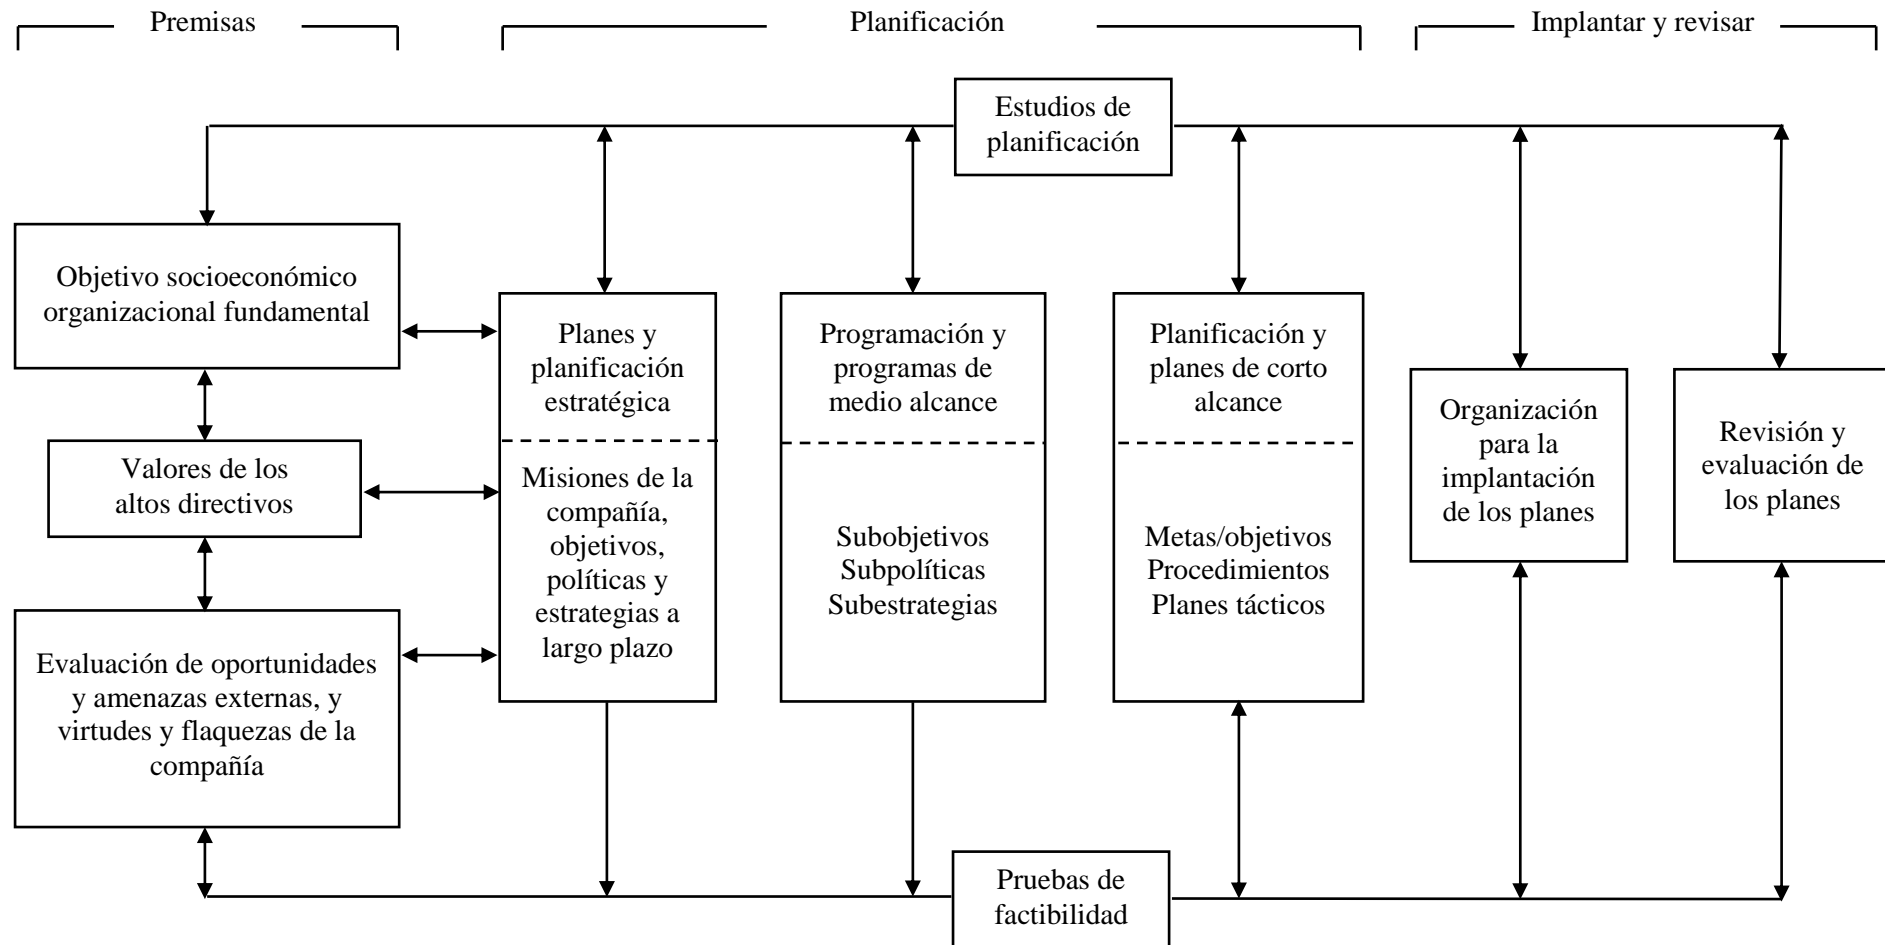 Premisas
Planificación
Implantar y revisar
Estudios de
planificación
Objetivo socioeconómico
organizacional fundamental
Valores de los
altos directivos
Evaluación de oportunidades
y amenazas externas, y
virtudes y flaquezas de la
compañía
Planes y
planificación
estratégica
Misiones de la
compañía,
objetivos,
políticas y
estrategias a
largo plazo
Programación y
programas de
medio alcance
Subobjetivos
Subpolíticas
Subestrategias
Planificación y
planes de corto
alcance
Metas/objetivos
Procedimientos
Planes tácticos
Organización
para la
implantación
de los planes
Revisión y
evaluación de
los planes
Pruebas de
factibilidad